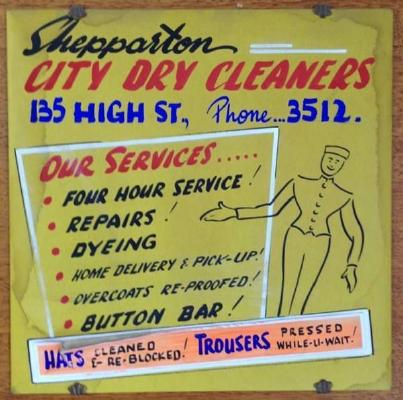 Shepparton
CITY DRY CLEANERS
135 HIGH ST., Phone...3512.
OUR SERVICES.....
• FOUR HOUR SERVICE!
• REPAIRS!
• DYEING
• HOME DELIVERY & PICK-UP!
• OVERCOATS RE-PROOFED!
• BUTTON BAR!
HATS CLEANED & RE-BLOCKED! TROUSERS PRESSED WHILE-U-WAIT!